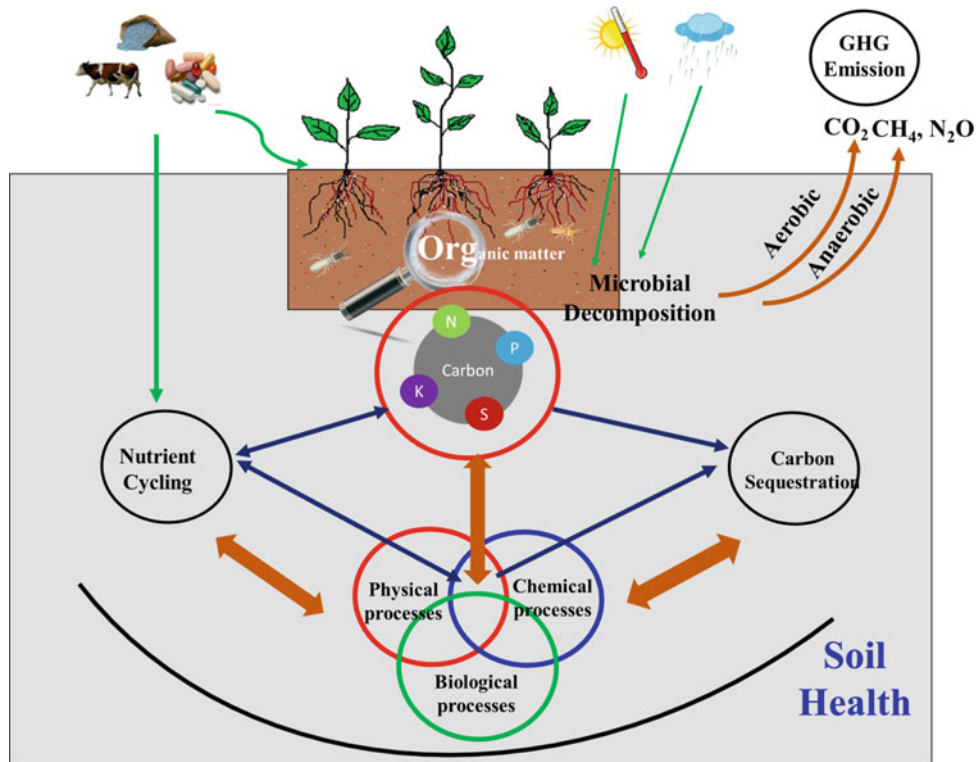 GHG
Emission
CO₂ CH₄, N₂O
Aerobic
Anaerobic
Organic matter
Microbial
Decomposition
N
P
Carbon
K
S
Nutrient
Cycling
Carbon
Sequestration
Physical
processes
Chemical
processes
Biological
processes
Soil
Health